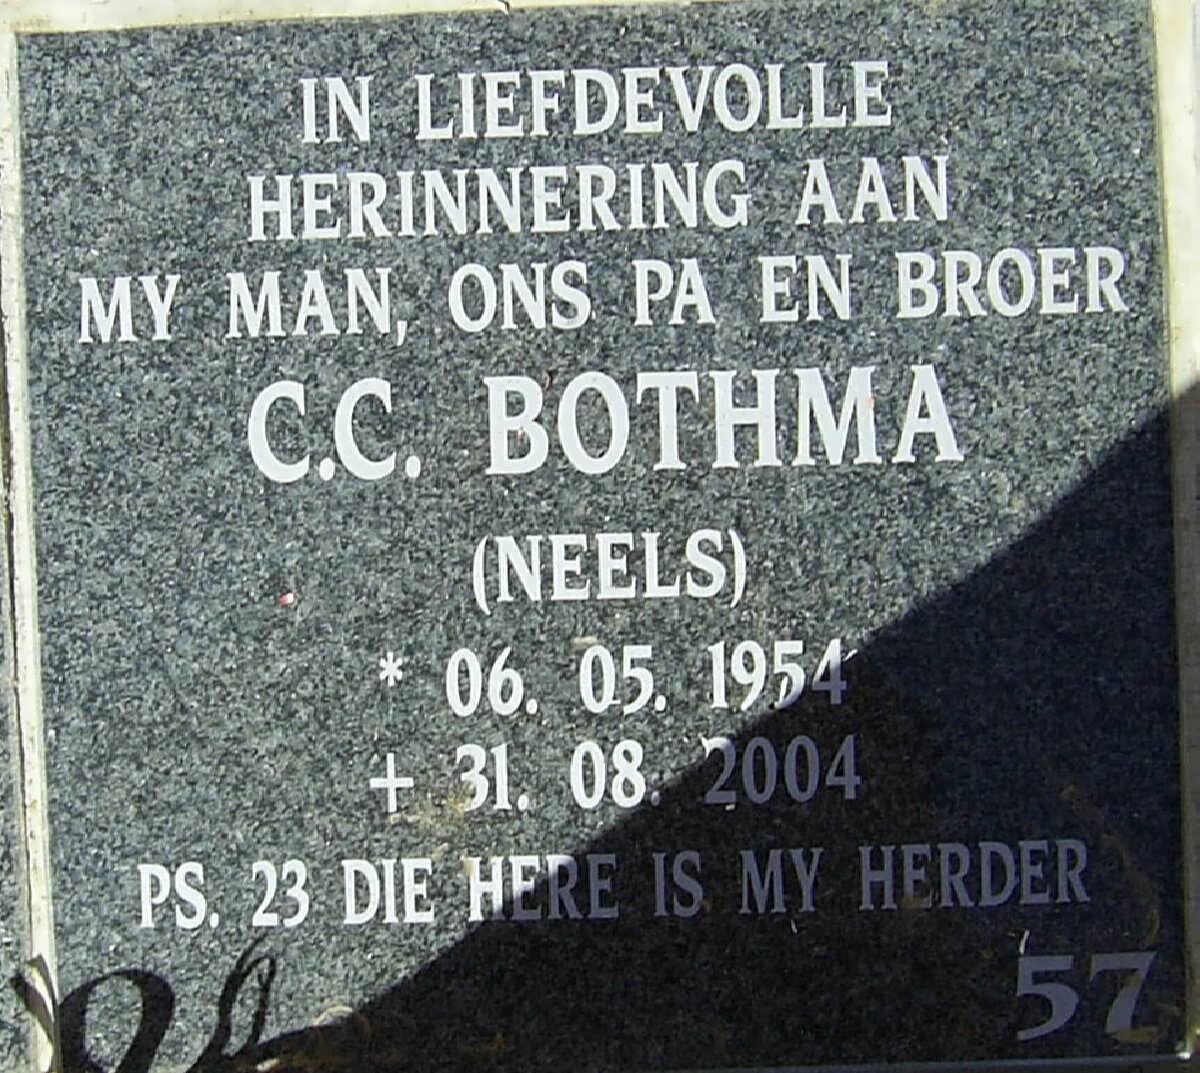 IN LIEFDEVOLLE
HERINNERING AAN
MY MAN, ONS PA EN BROER
C.C. BOTHMA
(NEELS)
* 06. 05. 1954
+ 31. 08. 2004
PS. 23 DIE HERE IS MY HERDER
57